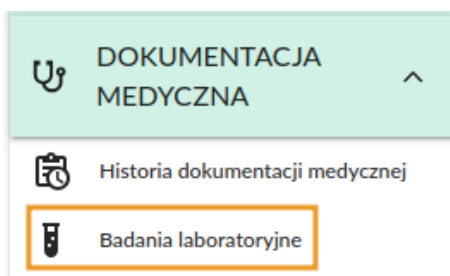 DOKUMENTACJA
MEDYCZNA
Historia dokumentacji medycznej
Badania laboratoryjne